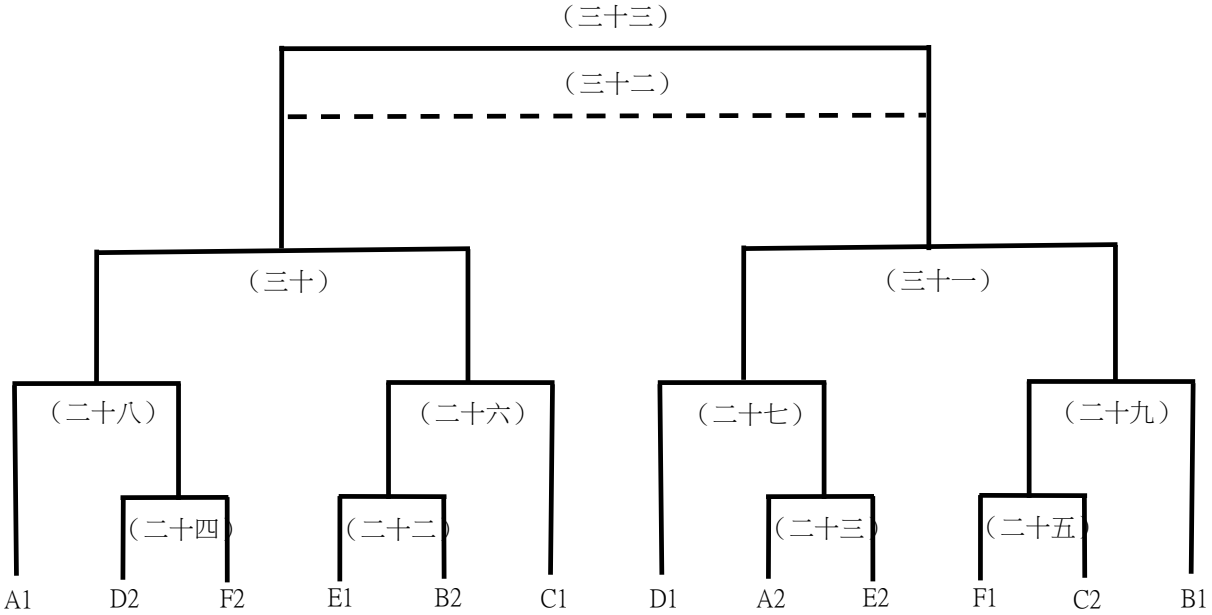 （三十三）
（三十二）
（三十） （三十一）
（二十八） （二十六） （二十七） （二十九）
（二十四） （二十二） （二十三） （二十五）
A1 D2 F2 E1 B2 C1 D1 A2 E2 F1 C2 B1